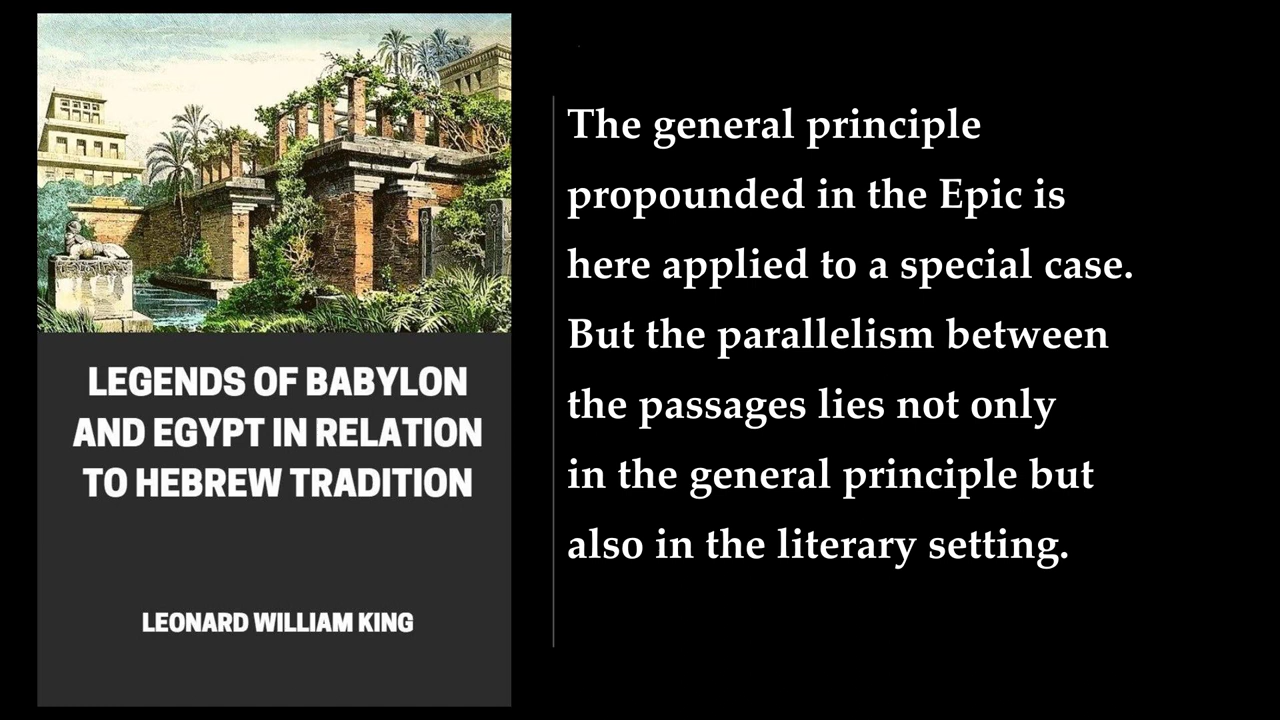 LEGENDS OF BABYLON
AND EGYPT IN RELATION
TO HEBREW TRADITION
LEONARD WILLIAM KING
The general principle
propounded in the Epic is
here applied to a special case.
But the parallelism between
the passages lies not only
in the general principle but
also in the literary setting.